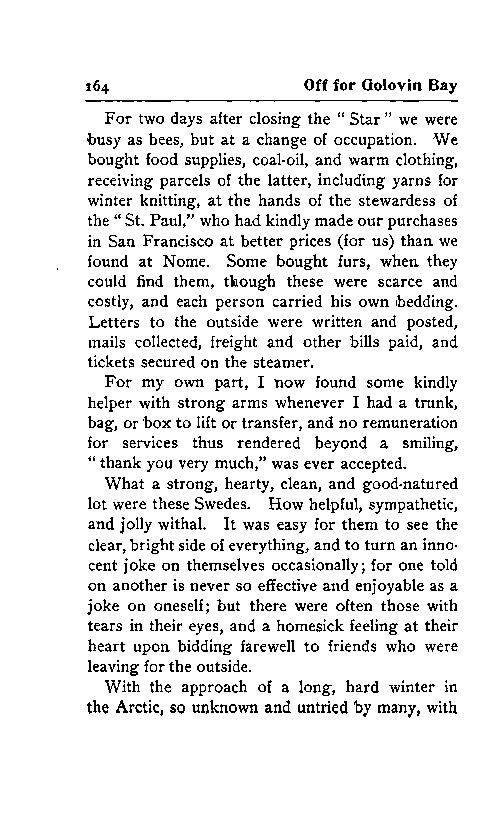 164 Off for Golovin Bay
For two days after closing the “ Star ” we were
busy as bees, but at a change of occupation. We
bought food supplies, coal-oil, and warm clothing,
receiving parcels of the latter, including yarns for
winter knitting, at the hands of the stewardess of
the “ St. Paul,” who had kindly made our purchases
in San Francisco at better prices (for us) than we
found at Nome. Some bought furs, when they
could find them, though these were scarce and
costly, and each person carried his own bedding.
Letters to the outside were written and posted,
mails collected, freight and other bills paid, and
tickets secured on the steamer.
For my own part, I now found some kindly
helper with strong arms whenever I had a trunk,
bag, or box to lift or transfer, and no remuneration
for services thus rendered beyond a smiling,
“ thank you very much,” was ever accepted.
What a strong, hearty, clean, and good-natured
lot were these Swedes. How helpful, sympathetic,
and jolly withal. It was easy for them to see the
clear, bright side of everything, and to turn an inno-
cent joke on themselves occasionally; for one told
on another is never so effective and enjoyable as a
joke on oneself; but there were often those with
tears in their eyes, and a homesick feeling at their
heart upon bidding farewell to friends who were
leaving for the outside.
With the approach of a long, hard winter in
the Arctic, so unknown and untried by many, with